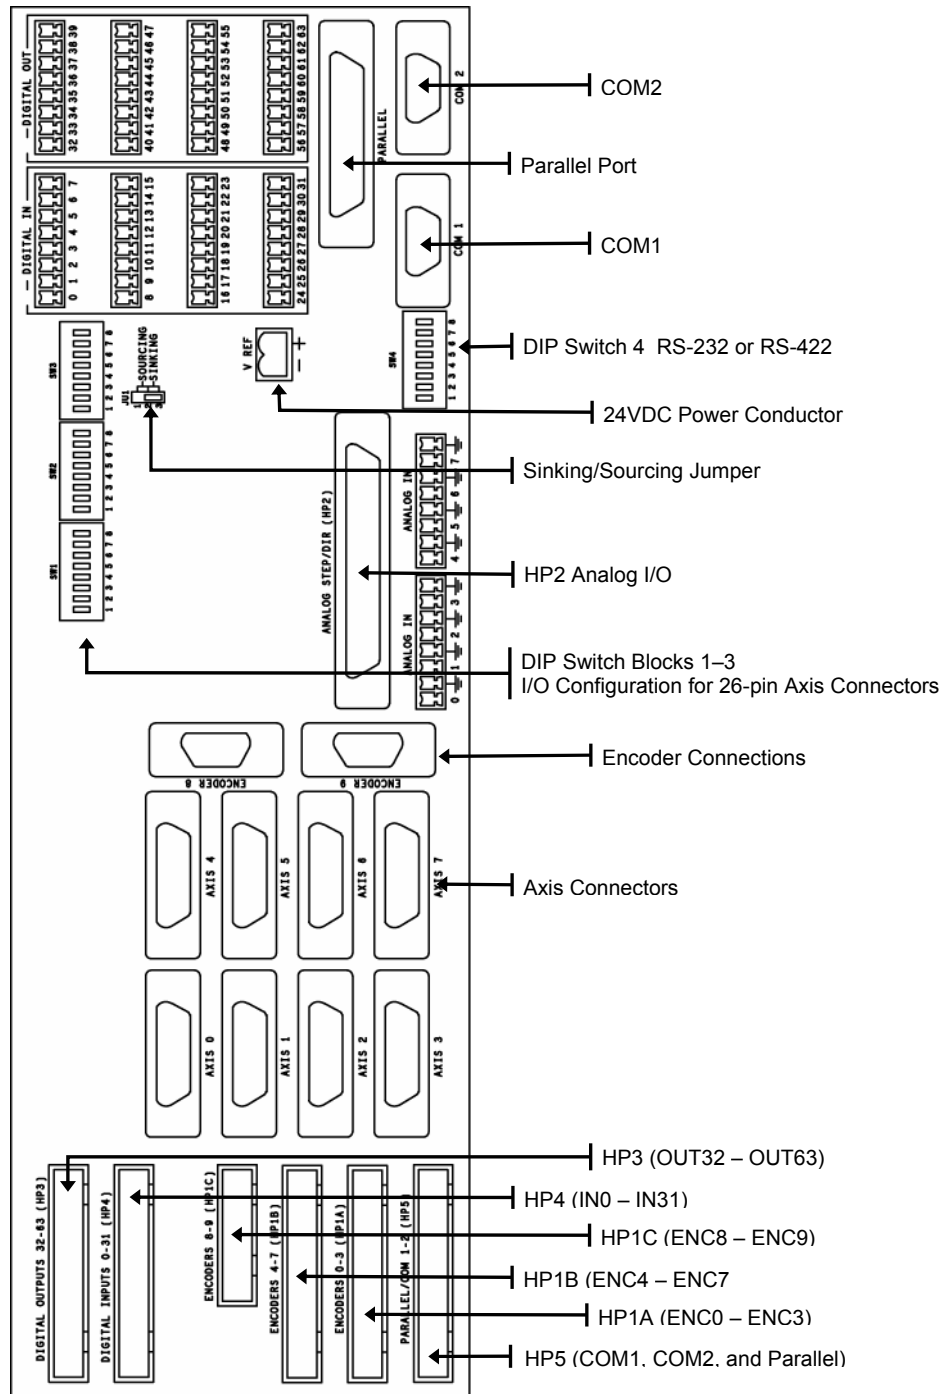 — DIGITAL OUT —
32 33 34 35 36 37 38 39
40 41 42 43 44 45 46 47
48 49 50 51 52 53 54 55
56 57 58 59 60 61 62 63
PARALLEL
COM 2
COM2
Parallel Port
— DIGITAL IN —
0 1 2 3 4 5 6 7
8 9 10 11 12 13 14 15
16 17 18 19 20 21 22 23
24 25 26 27 28 29 30 31
COM 1
COM1
SW3
1 2 3 4 5 6 7 8
JU1
1 2 3
SOURCING
SINKING
V REF
+
−
SW4
1 2 3 4 5 6 7 8
DIP Switch 4 RS-232 or RS-422
24VDC Power Conductor
Sinking/Sourcing Jumper
SW2
1 2 3 4 5 6 7 8
SW1
1 2 3 4 5 6 7 8
ANALOG STEP/DIR (HP2)
ANALOG IN
4 5 6 7
HP2 Analog I/O
ANALOG IN
0 1 2 3
DIP Switch Blocks 1–3
I/O Configuration for 26-pin Axis Connectors
ENCODER 8
ENCODER 9
Encoder Connections
AXIS 4
AXIS 5
AXIS 6
AXIS 7
Axis Connectors
AXIS 0
AXIS 1
AXIS 2
AXIS 3
DIGITAL OUTPUTS 32-63 (HP3)
DIGITAL INPUTS 0-31 (HP4)
ENCODERS 8-9 (HP1C)
ENCODERS 4-7 (HP1B)
ENCODERS 0-3 (HP1A)
PARALLEL/COM 1-2 (HP5)
HP3 (OUT32 – OUT63)
HP4 (IN0 – IN31)
HP1C (ENC8 – ENC9)
HP1B (ENC4 – ENC7
HP1A (ENC0 – ENC3)
HP5 (COM1, COM2, and Parallel)